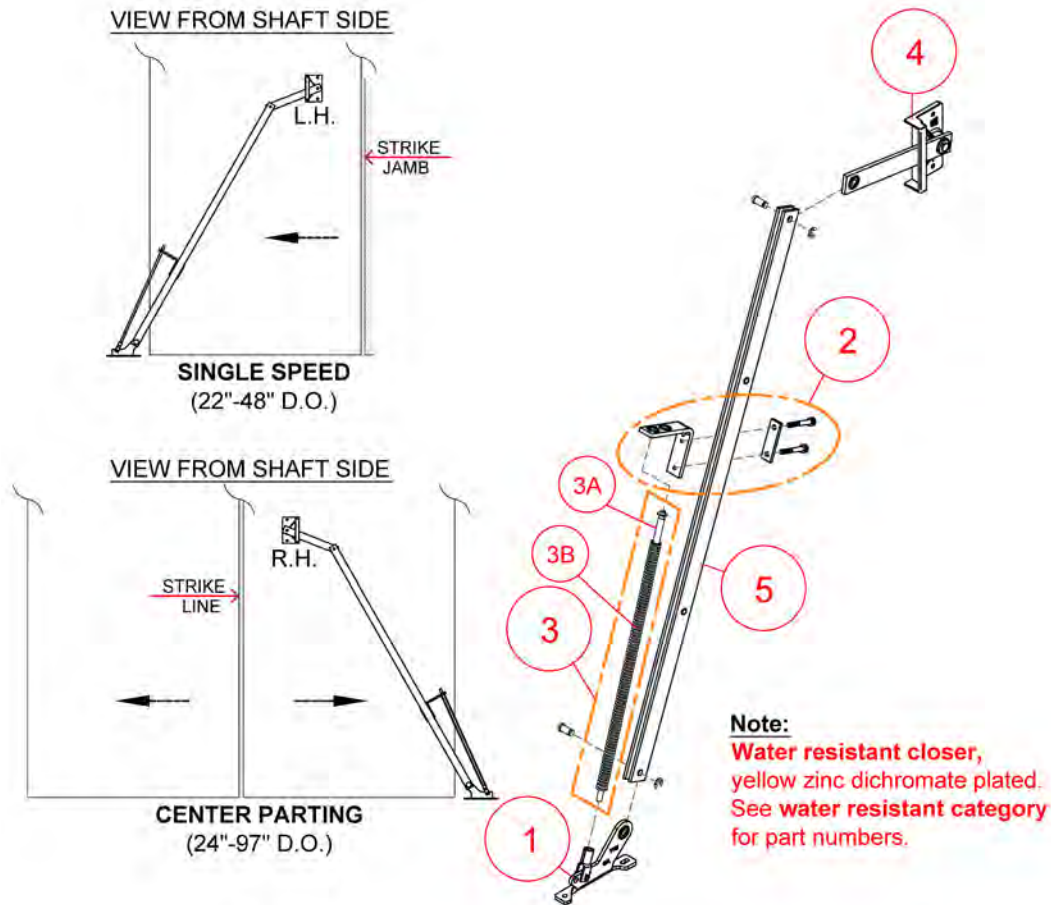 VIEW FROM SHAFT SIDE
L.H.
STRIKE
JAMB
SINGLE SPEED
(22"-48" D.O.)
VIEW FROM SHAFT SIDE
R.H.
STRIKE
LINE
CENTER PARTING
(24"-97" D.O.)
4
2
3A
3B
3
5
1
Note:
Water resistant closer,
yellow zinc dichromate plated.
See water resistant category
for part numbers.